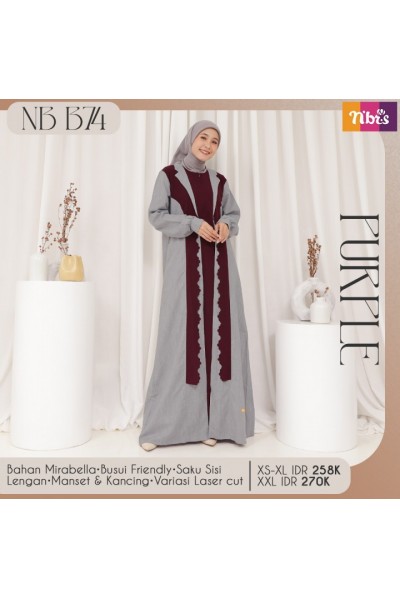 NB B74
Nbrs
PURPLE
Bahan Mirabella•Busui Friendly•Saku Sisi
Lengan•Manset & Kancing•Variasi Laser cut
XS-XL IDR 258K
XXL IDR 270K